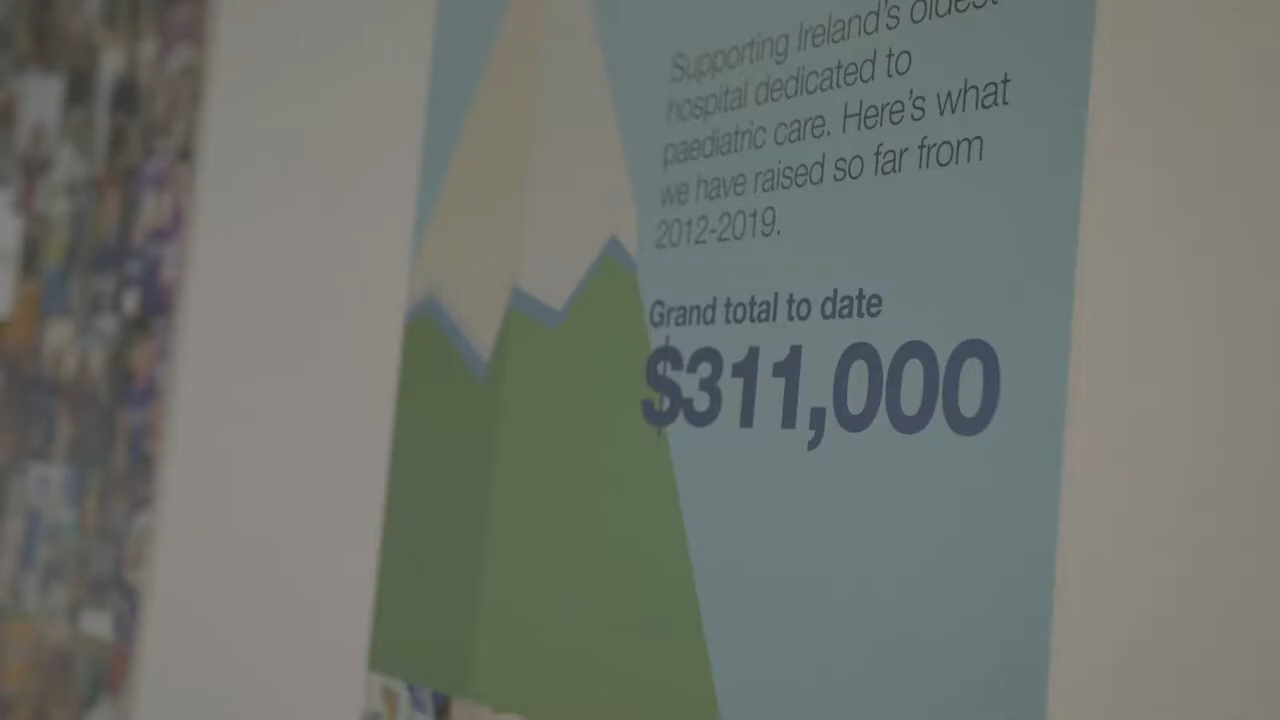 Supporting Ireland's oldest
hospital dedicated to
paediatric care. Here's what
we have raised so far from
2012-2019.
Grand total to date
$311,000